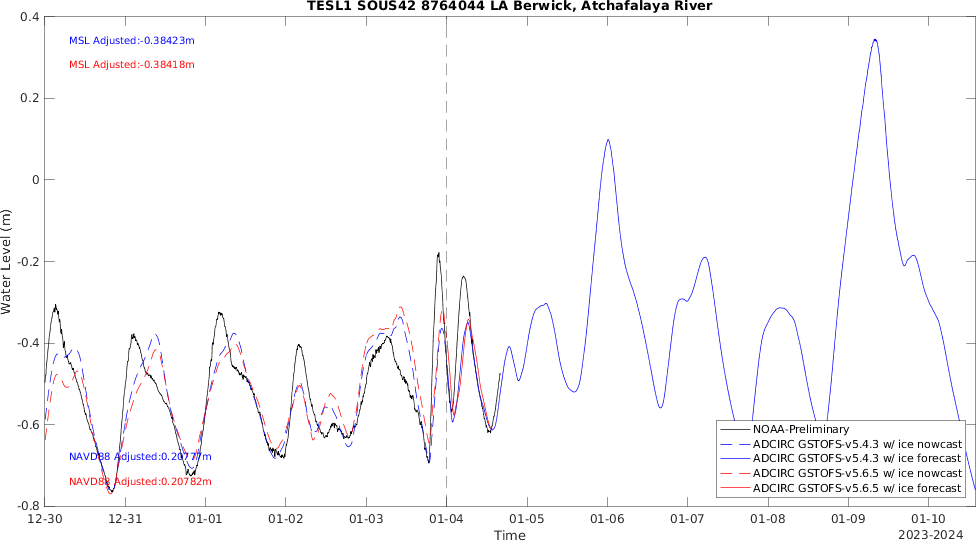 TESL1 SOUS42 8764044 LA Berwick, Atchafalaya River
MSL Adjusted:-0.38423m
MSL Adjusted:-0.38418m
NAVD88 Adjusted:0.20777m
NAVD88 Adjusted:0.20782m
Water Level (m)
0.4
0.2
0
-0.2
-0.4
-0.6
-0.8
NOAA-Preliminary
ADCIRC GSTOFS-v5.4.3 w/ ice nowcast
ADCIRC GSTOFS-v5.4.3 w/ ice forecast
ADCIRC GSTOFS-v5.6.5 w/ ice nowcast
ADCIRC GSTOFS-v5.6.5 w/ ice forecast
12-30 12-31 01-01 01-02 01-03 01-04 01-05 01-06 01-07 01-08 01-09 01-10
Time
2023-2024